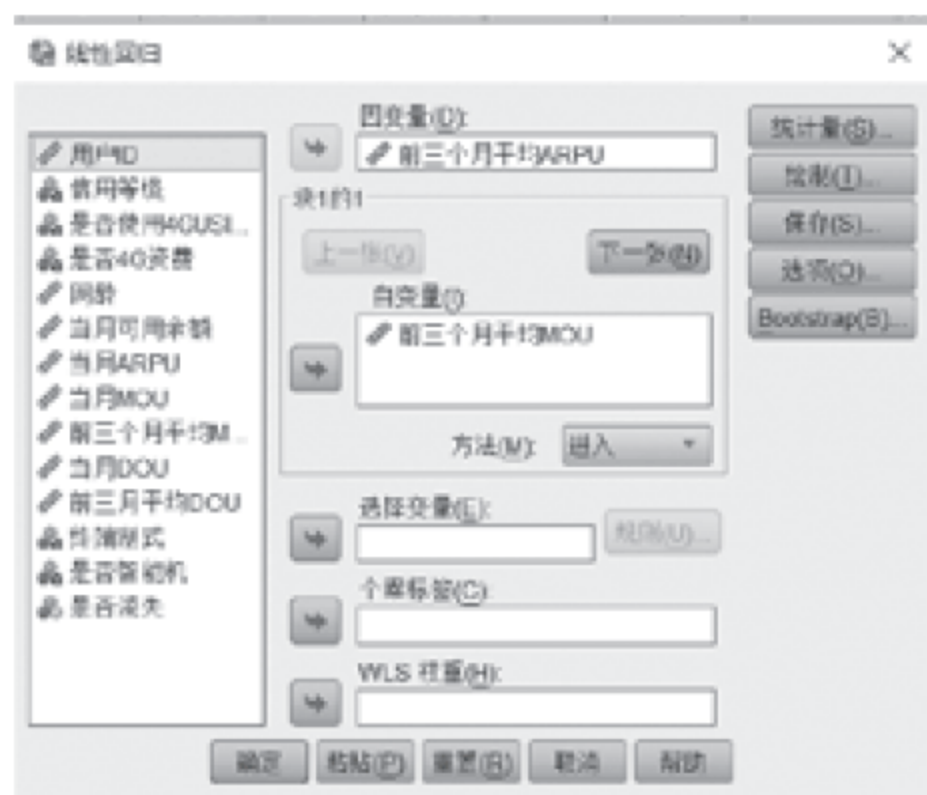 线性回归
用户ID
信用等级
是否使用4GUSI...
是否4G资费
网龄
当月可用余额
当月ARPU
当月MOU
前三个月平均M...
当月DOU
前三月平均DOU
终端制式
是否智能机
是否流失
因变量(D):
前三个月平均ARPU
块1的1
上一张(V)
下一张(N)
自变量(I):
前三个月平均MOU
方法(M):
进入
选择变量(E):
规则(U)...
个案标签(C):
WLS 权重(H):
统计量(S)...
绘制(T)...
保存(S)...
选项(O)...
Bootstrap(B)...
确定
粘贴(P)
重置(R)
取消
帮助